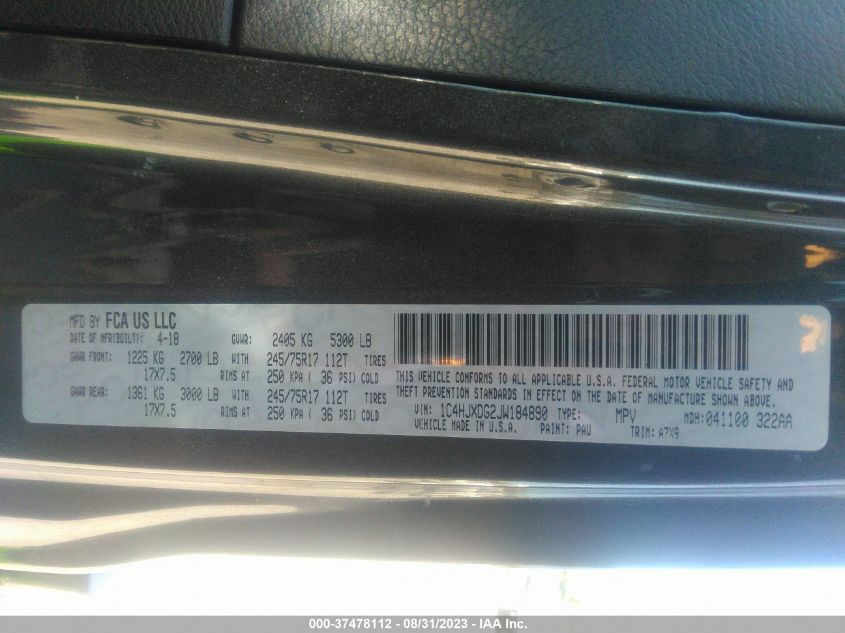 MFD BY FCA US LLC
DATE OF MFR(BUILT): 4-18 GVWR: 2405 KG 5300 LB
GAWR FRONT: 1225 KG 2700 LB WITH 245/75R17 112T TIRES
17X7.5 RIMS AT 250 KPA ( 36 PSI) COLD
GAWR REAR: 1361 KG 3000 LB WITH 245/75R17 112T TIRES
17X7.5 RIMS AT 250 KPA ( 36 PSI) COLD
THIS VEHICLE CONFORMS TO ALL APPLICABLE U.S.A. FEDERAL MOTOR VEHICLE SAFETY AND
THEFT PREVENTION STANDARDS IN EFFECT ON THE DATE OF MANUFACTURE SHOWN ABOVE.
VIN: 1C4HJXDG2JW184890 TYPE: MPV MDH: 041100 322AA
VEHICLE MADE IN U.S.A. PAINT: PAU TRIM: A7X9
000-37478112 - 08/31/2023 - COPYRIGHT © IAA, Inc.